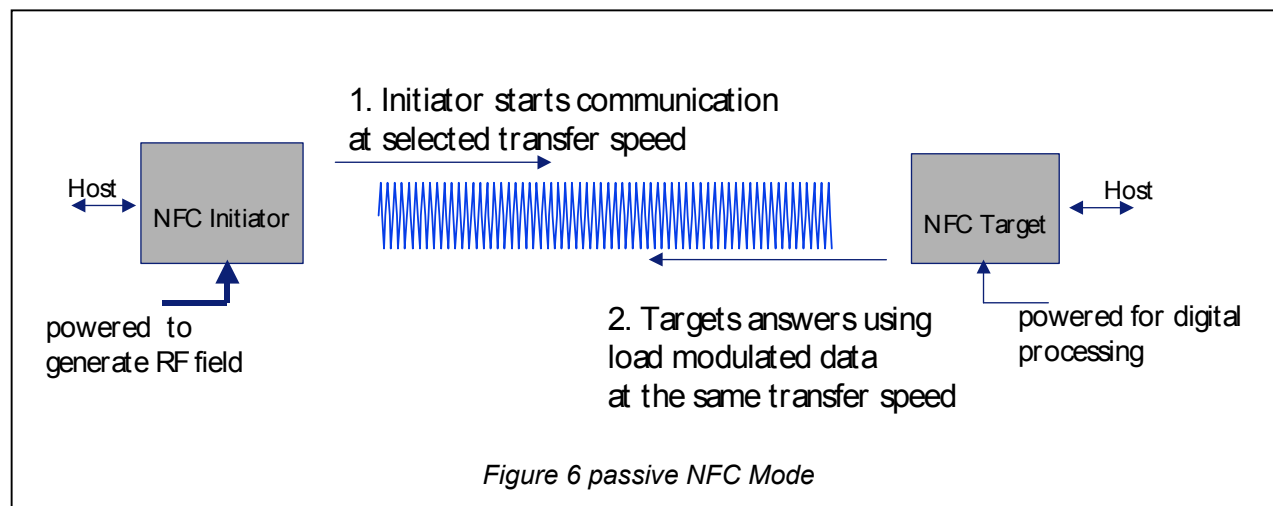 1. Initiator starts communication
at selected transfer speed
Host
NFC Initiator
Host
NFC Target
powered to
generate RF field
2. Targets answers using
load modulated data
at the same transfer speed
powered for digital
processing
Figure 6 passive NFC Mode